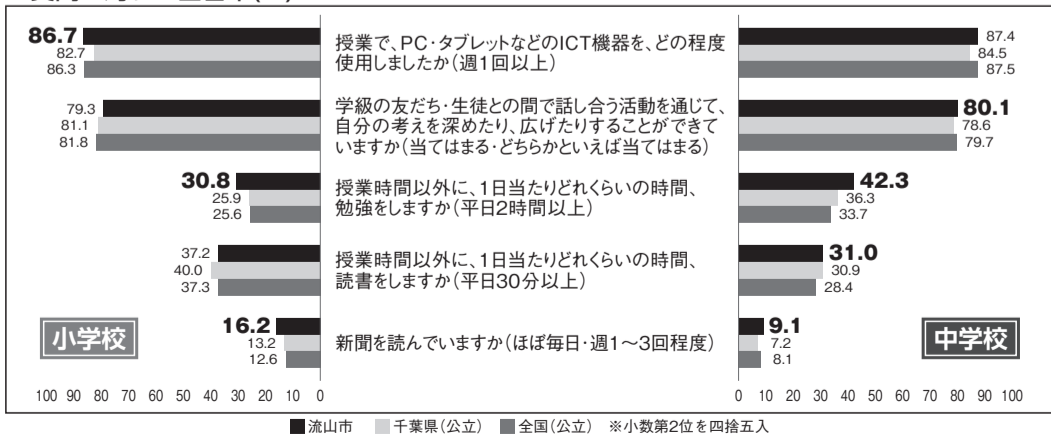 86.7
82.7
86.3
授業で、PC・タブレットなどのICT機器を、どの程度
使用しましたか(週1回以上)
87.4
84.5
87.5
79.3
81.1
81.8
学級の友だち・生徒との間で話し合う活動を通じて、
自分の考えを深めたり、広げたりすることができて
いますか(当てはまる・どちらかといえば当てはまる)
80.1
78.6
79.7
30.8
25.9
25.6
授業時間以外に、1日当たりどれくらいの時間、
勉強をしますか(平日2時間以上)
42.3
36.3
33.7
37.2
40.0
37.3
授業時間以外に、1日当たりどれくらいの時間、
読書をしますか(平日30分以上)
31.0
30.9
28.4
小学校
16.2
13.2
12.6
新聞を読んでいますか(ほぼ毎日・週1～3回程度)
9.1
7.2
8.1
中学校
100 90 80 70 60 50 40 30 20 10 0
0 10 20 30 40 50 60 70 80 90 100
流山市 千葉県(公立) 全国(公立) ※小数第2位を四捨五入